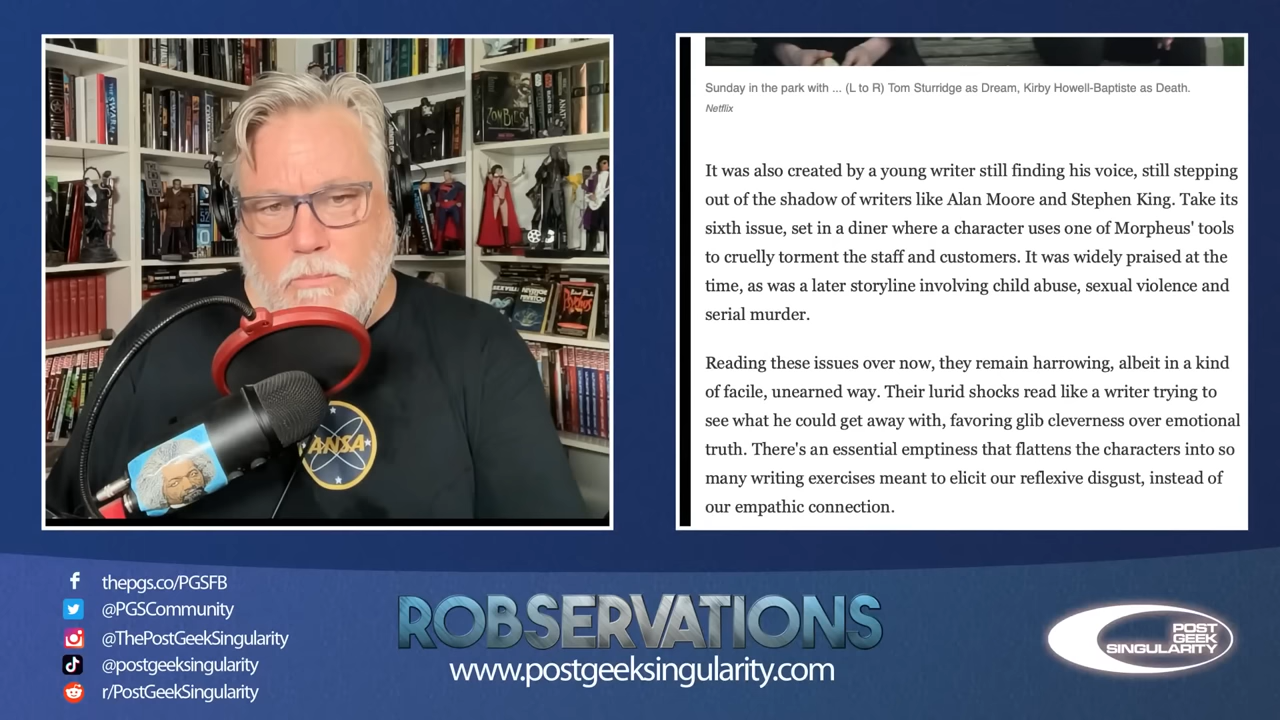 THE SWARM
ZOMBIES
ANSA
Sunday in the park with ... (L to R) Tom Sturridge as Dream, Kirby Howell-Baptiste as Death.
Netflix
It was also created by a young writer still finding his voice, still stepping
out of the shadow of writers like Alan Moore and Stephen King. Take its
sixth issue, set in a diner where a character uses one of Morpheus' tools
to cruelly torment the staff and customers. It was widely praised at the
time, as was a later storyline involving child abuse, sexual violence and
serial murder.
Reading these issues over now, they remain harrowing, albeit in a kind
of facile, unearned way. Their lurid shocks read like a writer trying to
see what he could get away with, favoring glib cleverness over emotional
truth. There's an essential emptiness that flattens the characters into so
many writing exercises meant to elicit our reflexive disgust, instead of
our empathic connection.
thepgs.co/PGSFB
@PGSCommunity
@ThePostGeekSingularity
@postgeeksingularity
r/PostGeekSingularity
ROBSERVATIONS
www.postgeeksingularity.com
POST
GEEK
SINGULARITY